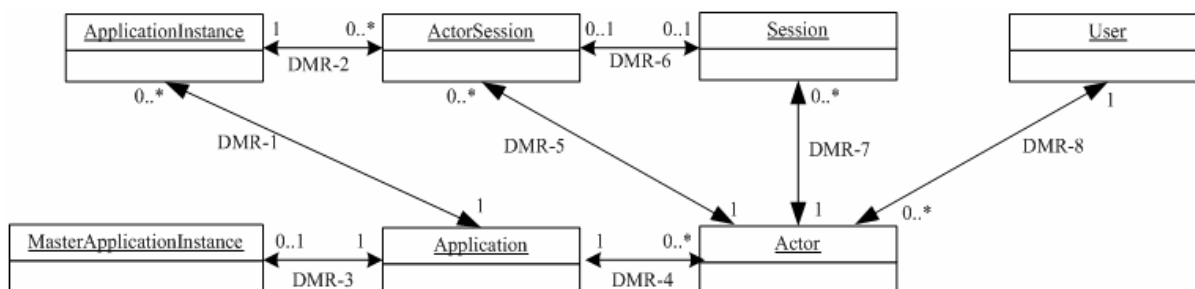 1 0..* 0..1 0..1
ApplicationInstance ActorSession Session User
DMR-2 DMR-6
0..* 0..* 0..* 1
DMR-1 DMR-5 DMR-7 DMR-8
1 1 1 0..*
MasterApplicationInstance 0..1 1 Application 1 0..* Actor
DMR-3 DMR-4